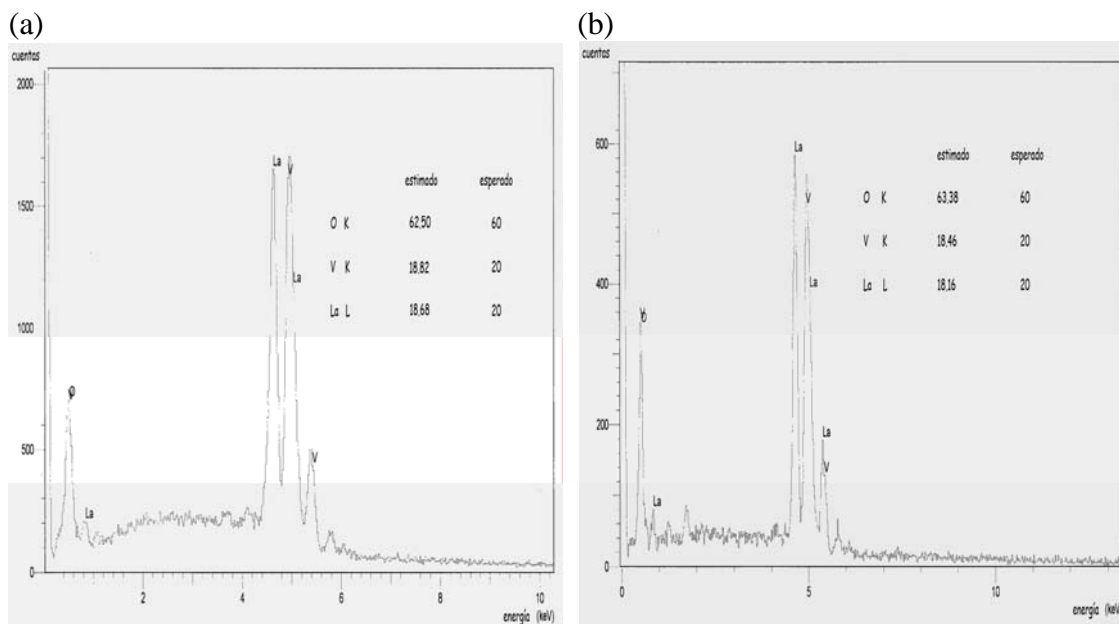 (a)
(b)
cuentas
2000
1500
1000
500
0
La
V
La
O
La
V
estimado esperado
O K 62,50 60
V K 18,82 20
La L 18,68 20
2 4 6 8 10
energía (keV)
cuentas
600
400
200
0
La
V
La
V
O
La
La
V
estimado esperado
O K 63,38 60
V K 18,46 20
La L 18,16 20
0 5 10
energía (keV)